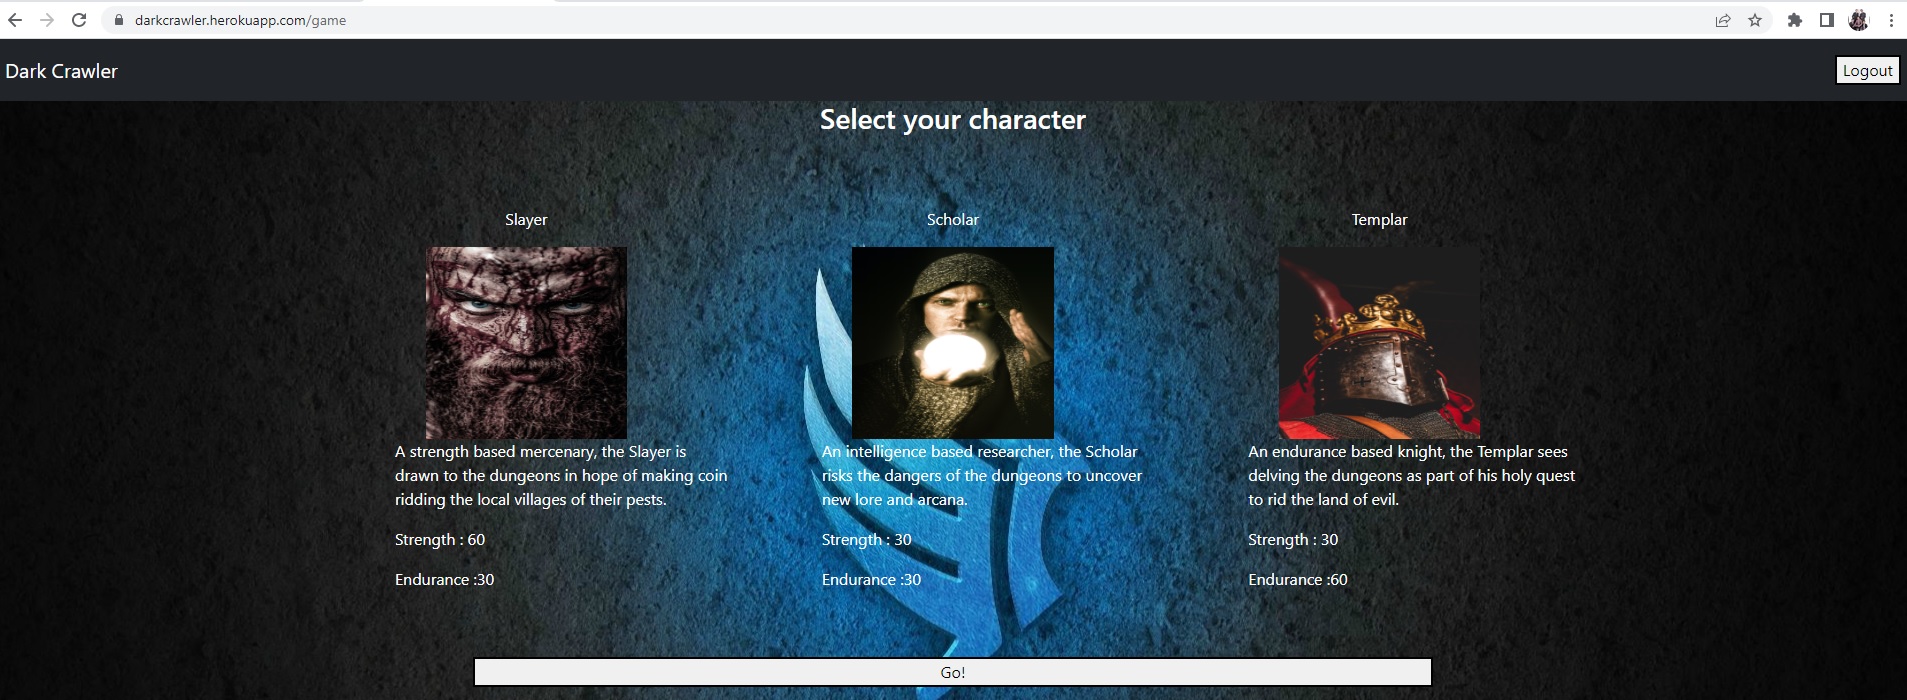 darkcrawler.herokuapp.com/game
Dark Crawler
Logout
Select your character
Slayer
A strength based mercenary, the Slayer is
drawn to the dungeons in hope of making coin
ridding the local villages of their pests.
Strength : 60
Endurance :30
Scholar
An intelligence based researcher, the Scholar
risks the dangers of the dungeons to uncover
new lore and arcana.
Strength : 30
Endurance :30
Templar
An endurance based knight, the Templar sees
delving the dungeons as part of his holy quest
to rid the land of evil.
Strength : 30
Endurance :60
Go!